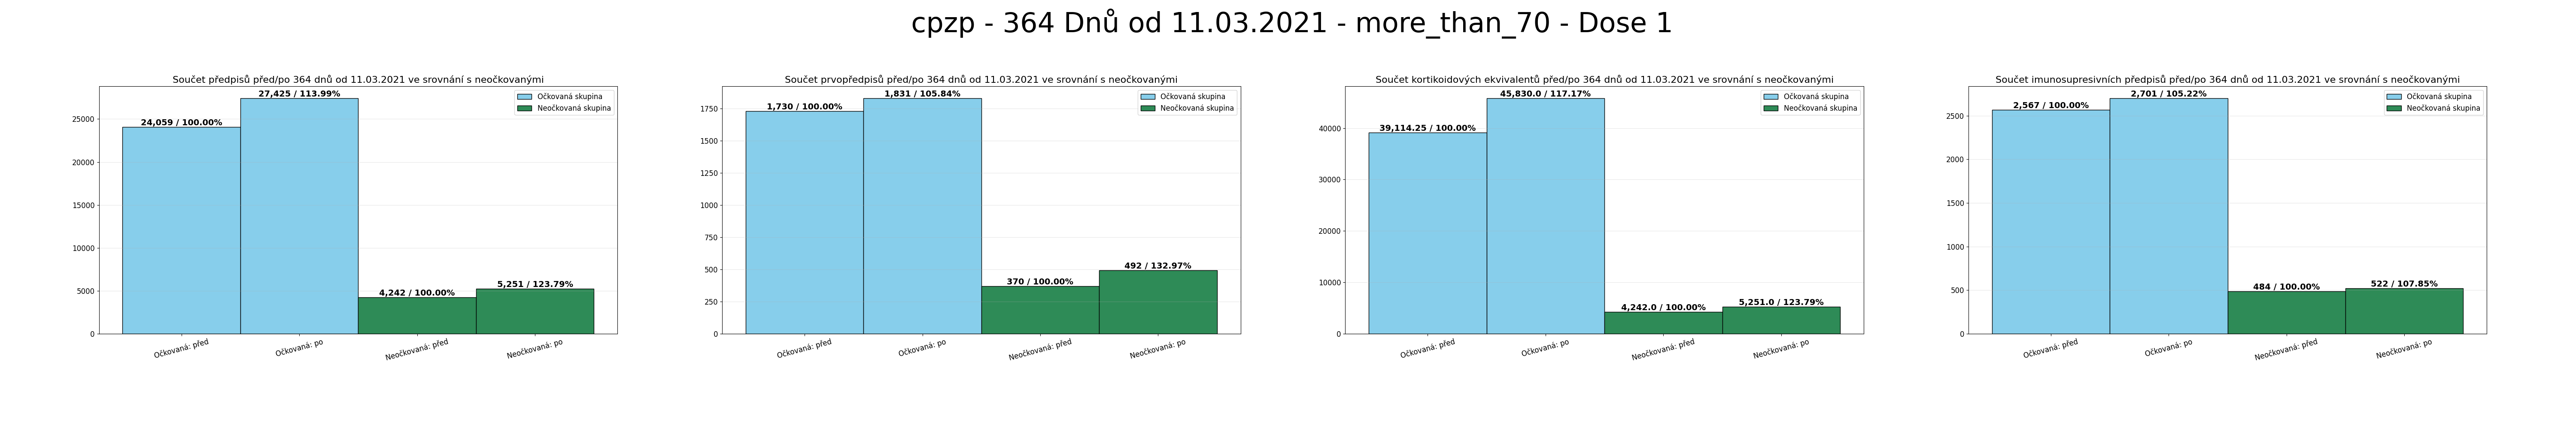 cpzp - 364 Dnů od 11.03.2021 - more_than_70 - Dose 1
Součet předpisů před/po 364 dnů od 11.03.2021 ve srovnání s neočkovanými
27,425 / 113.99%
24,059 / 100.00%
5,251 / 123.79%
4,242 / 100.00%
Očkovaná skupina
Neočkovaná skupina
25000
20000
15000
10000
5000
0
Očkovaná: před
Očkovaná: po
Neočkovaná: před
Neočkovaná: po
Součet prvopředpisů před/po 364 dnů od 11.03.2021 ve srovnání s neočkovanými
1,831 / 105.84%
1,730 / 100.00%
492 / 132.97%
370 / 100.00%
Očkovaná skupina
Neočkovaná skupina
1750
1500
1250
1000
750
500
250
0
Očkovaná: před
Očkovaná: po
Neočkovaná: před
Neočkovaná: po
Součet kortikoidových ekvivalentů před/po 364 dnů od 11.03.2021 ve srovnání s neočkovanými
45,830.0 / 117.17%
39,114.25 / 100.00%
5,251.0 / 123.79%
4,242.0 / 100.00%
Očkovaná skupina
Neočkovaná skupina
40000
30000
20000
10000
0
Očkovaná: před
Očkovaná: po
Neočkovaná: před
Neočkovaná: po
Součet imunosupresivních předpisů před/po 364 dnů od 11.03.2021 ve srovnání s neočkovanými
2,701 / 105.22%
2,567 / 100.00%
522 / 107.85%
484 / 100.00%
Očkovaná skupina
Neočkovaná skupina
2500
2000
1500
1000
500
0
Očkovaná: před
Očkovaná: po
Neočkovaná: před
Neočkovaná: po